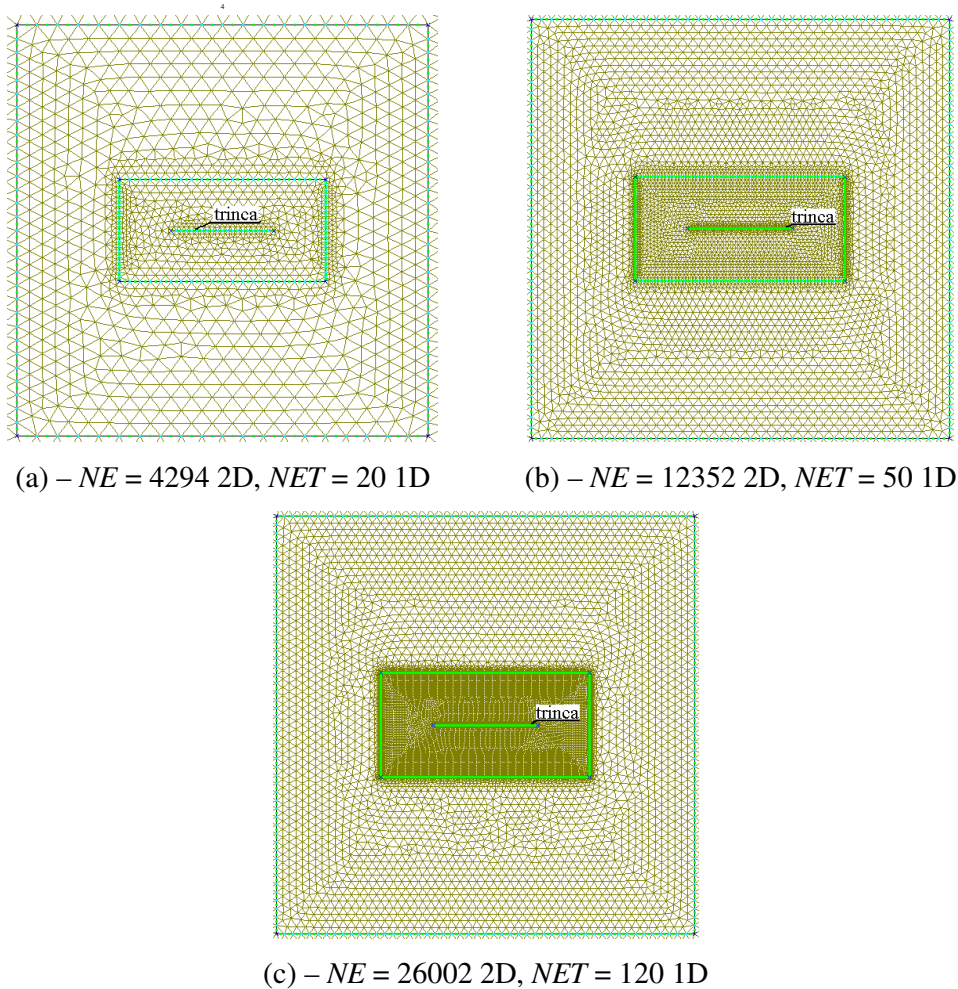 4
trinca
trinca
(a) – NE = 4294 2D, NET = 20 1D
(b) – NE = 12352 2D, NET = 50 1D
trinca
(c) – NE = 26002 2D, NET = 120 1D